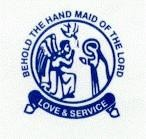 BEHOLD THE HAND MAID OF THE LORD
LOVE & SERVICE